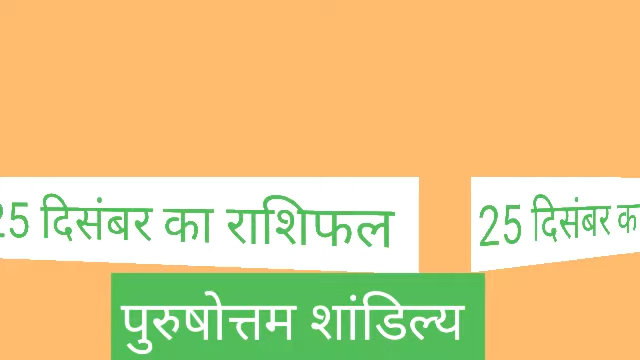 25 दिसंबर का राशिफल
25 दिसंबर का
पुरुषोत्तम शांडिल्य